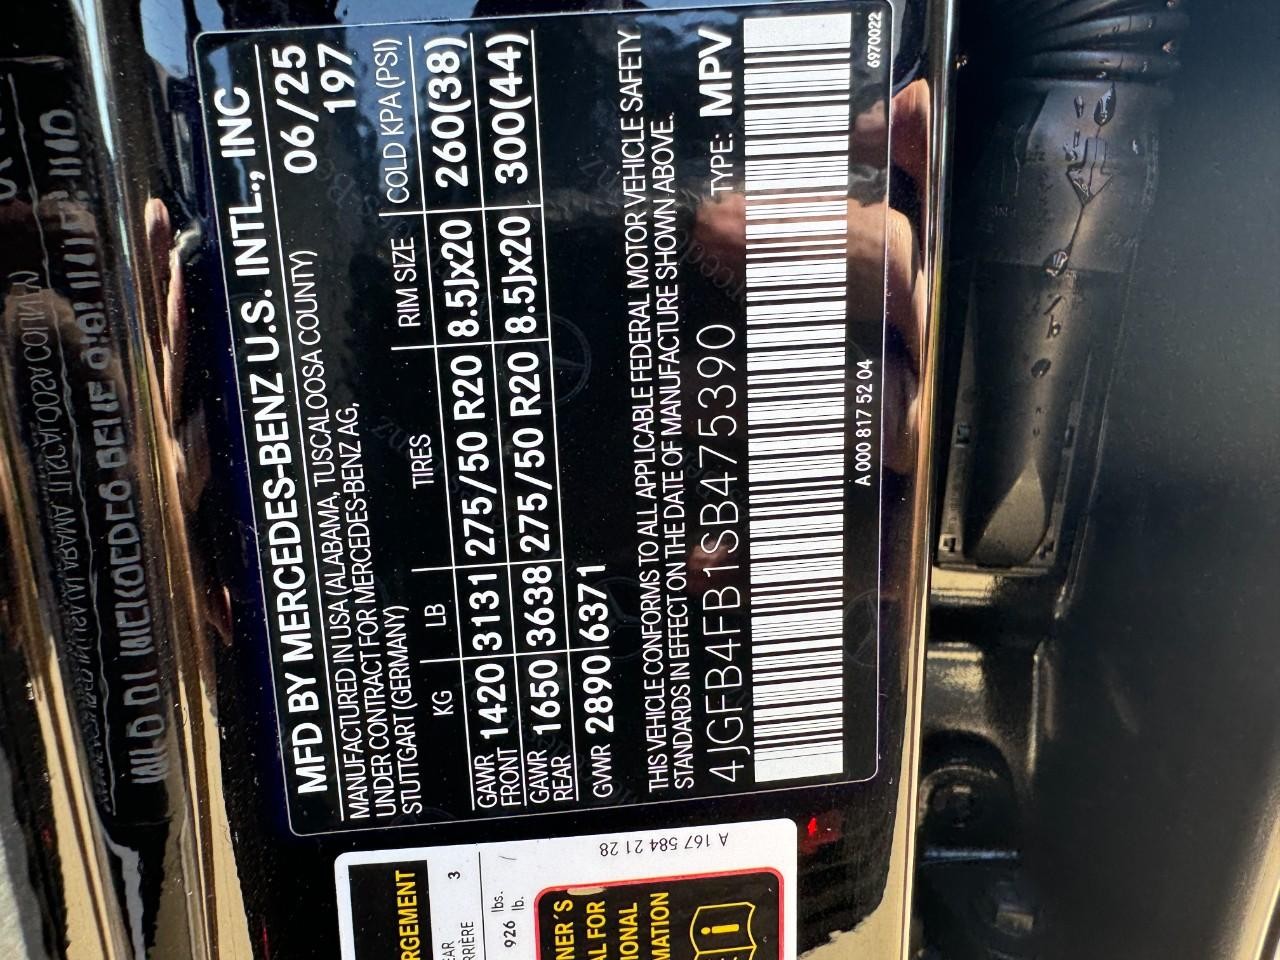 MFD BY MERCEDES-BENZ U.S. INTL., INC
MANUFACTURED IN USA (ALABAMA, TUSCALOOSA COUNTY) 06/25
UNDER CONTRACT FOR MERCEDES-BENZ AG, 197
STUTTGART (GERMANY)
KG LB TIRES RIM SIZE COLD KPA (PSI)
GAWR FRONT 1420 3131 275/50 R20 8.5Jx20 260(38)
GAWR REAR 1650 3638 275/50 R20 8.5Jx20 300(44)
GVWR 2890 6371
THIS VEHICLE CONFORMS TO ALL APPLICABLE FEDERAL MOTOR VEHICLE SAFETY
STANDARDS IN EFFECT ON THE DATE OF MANUFACTURE SHOWN ABOVE.
4JGFB4FB1SB475390 TYPE: MPV
A 000 817 52 04
6970022
A 167 584 21 28
3
926 lbs.
lb.